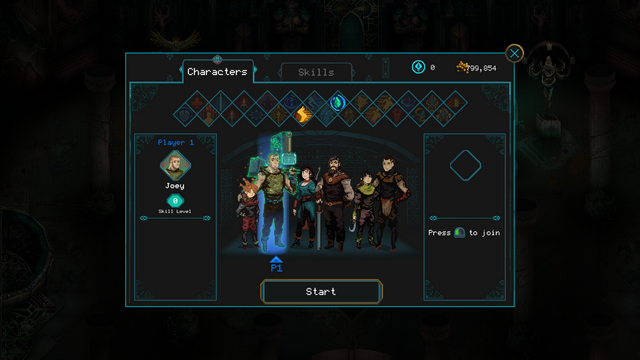 Characters
Skills
0
799,854
Player 1
Joey
0
Skill Level
Press to join
P1
Start